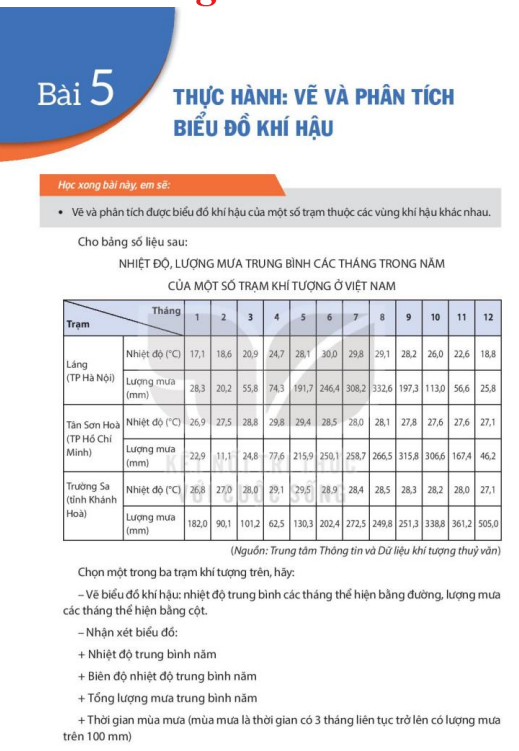 Bài 5
THỰC HÀNH: VẼ VÀ PHÂN TÍCH
BIỂU ĐỒ KHÍ HẬU
Học xong bài này, em sẽ:
• Vẽ và phân tích được biểu đồ khí hậu của một số trạm thuộc các vùng khí hậu khác nhau.
Cho bảng số liệu sau:
NHIỆT ĐỘ, LƯỢNG MƯA TRUNG BÌNH CÁC THÁNG TRONG NĂM
CỦA MỘT SỐ TRẠM KHÍ TƯỢNG Ở VIỆT NAM
Trạm Tháng 1 2 3 4 5 6 7 8 9 10 11 12
Láng (TP Hà Nội) Nhiệt độ (°C) 17,1 18,6 20,9 24,7 28,1 30,0 29,8 29,1 28,2 26,0 22,6 18,8
Lượng mưa (mm) 28,3 20,2 55,8 74,3 191,7 246,4 308,2 332,6 197,3 113,0 56,6 25,8
Tân Sơn Hoà (TP Hồ Chí Minh) Nhiệt độ (°C) 26,9 27,5 28,8 29,8 29,4 28,5 28,0 28,1 27,8 27,6 27,6 27,1
Lượng mưa (mm) 22,9 11,1 24,8 77,6 215,9 250,1 258,7 266,5 315,8 306,6 167,4 46,2
Trường Sa (tỉnh Khánh Hoà) Nhiệt độ (°C) 26,8 27,0 28,0 29,1 29,5 28,9 28,4 28,5 28,3 28,2 28,0 27,1
Lượng mưa (mm) 182,0 90,1 101,2 62,5 130,3 202,4 272,5 249,8 251,3 338,8 361,2 505,0
KẾT NỐI TRI THỨC
VỚI CUỘC SỐNG
(Nguồn: Trung tâm Thông tin và Dữ liệu khí tượng thuỷ văn)
Chọn một trong ba trạm khí tượng trên, hãy:
– Vẽ biểu đồ khí hậu: nhiệt độ trung bình các tháng thể hiện bằng đường, lượng mưa
các tháng thể hiện bằng cột.
– Nhận xét biểu đồ:
+ Nhiệt độ trung bình năm
+ Biên độ nhiệt độ trung bình năm
+ Tổng lượng mưa trung bình năm
+ Thời gian mùa mưa (mùa mưa là thời gian có 3 tháng liên tục trở lên có lượng mưa
trên 100 mm)